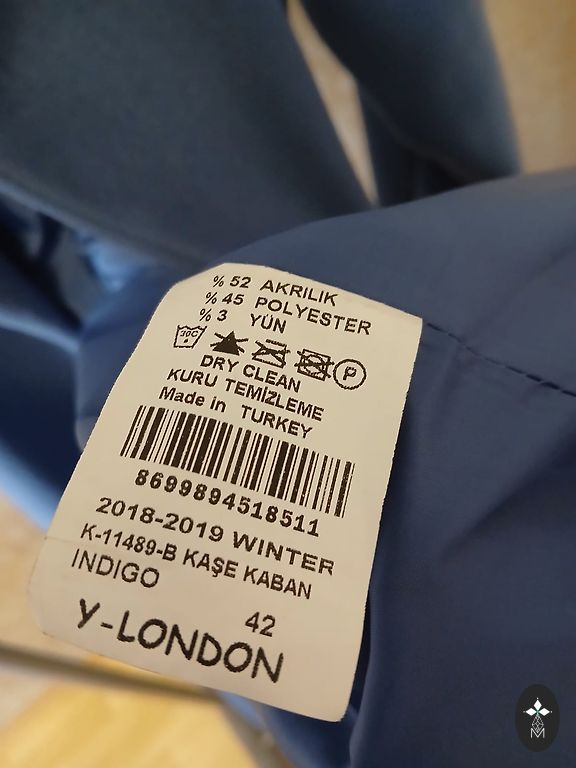 % 52 AKRILIK
% 45 POLYESTER
% 3 YÜN
30C
P
DRY CLEAN
KURU TEMİZLEME
Made in TURKEY
8699894518511
2018-2019 WINTER
K-11489-B KAŞE KABAN
INDIGO
42
Y-LONDON
M